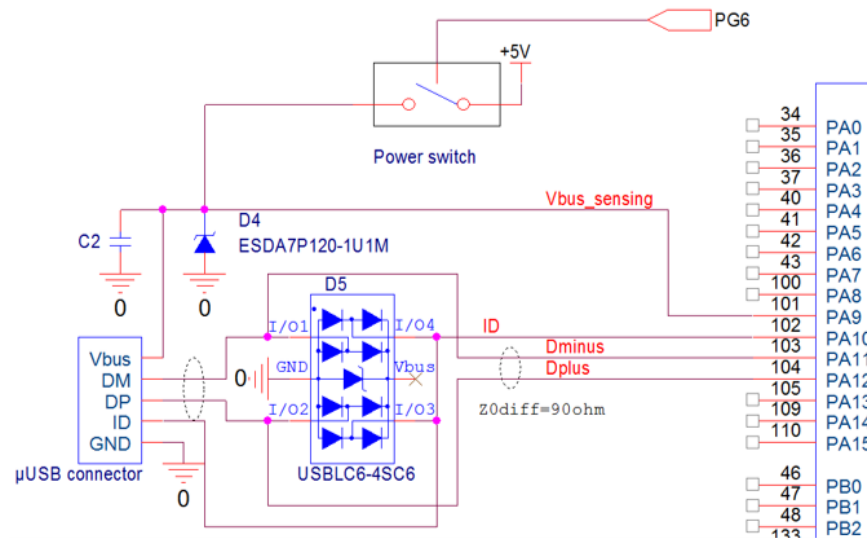 PG6
+5V
Power switch
Vbus_sensing
C2
D4
ESDA7P120-1U1M
0
0
D5
I/O1
I/O4
GND
Vbus
0
I/O2
I/O3
USBLC6-4SC6
Vbus
DM
DP
ID
GND
µUSB connector
0
ID
Dminus
Dplus
Z0diff=90ohm
34 PA0
35 PA1
36 PA2
37 PA3
40 PA4
41 PA5
42 PA6
43 PA7
100 PA8
101 PA9
102 PA10
103 PA11
104 PA12
105 PA13
109 PA14
110 PA15
46 PB0
47 PB1
48 PB2
133